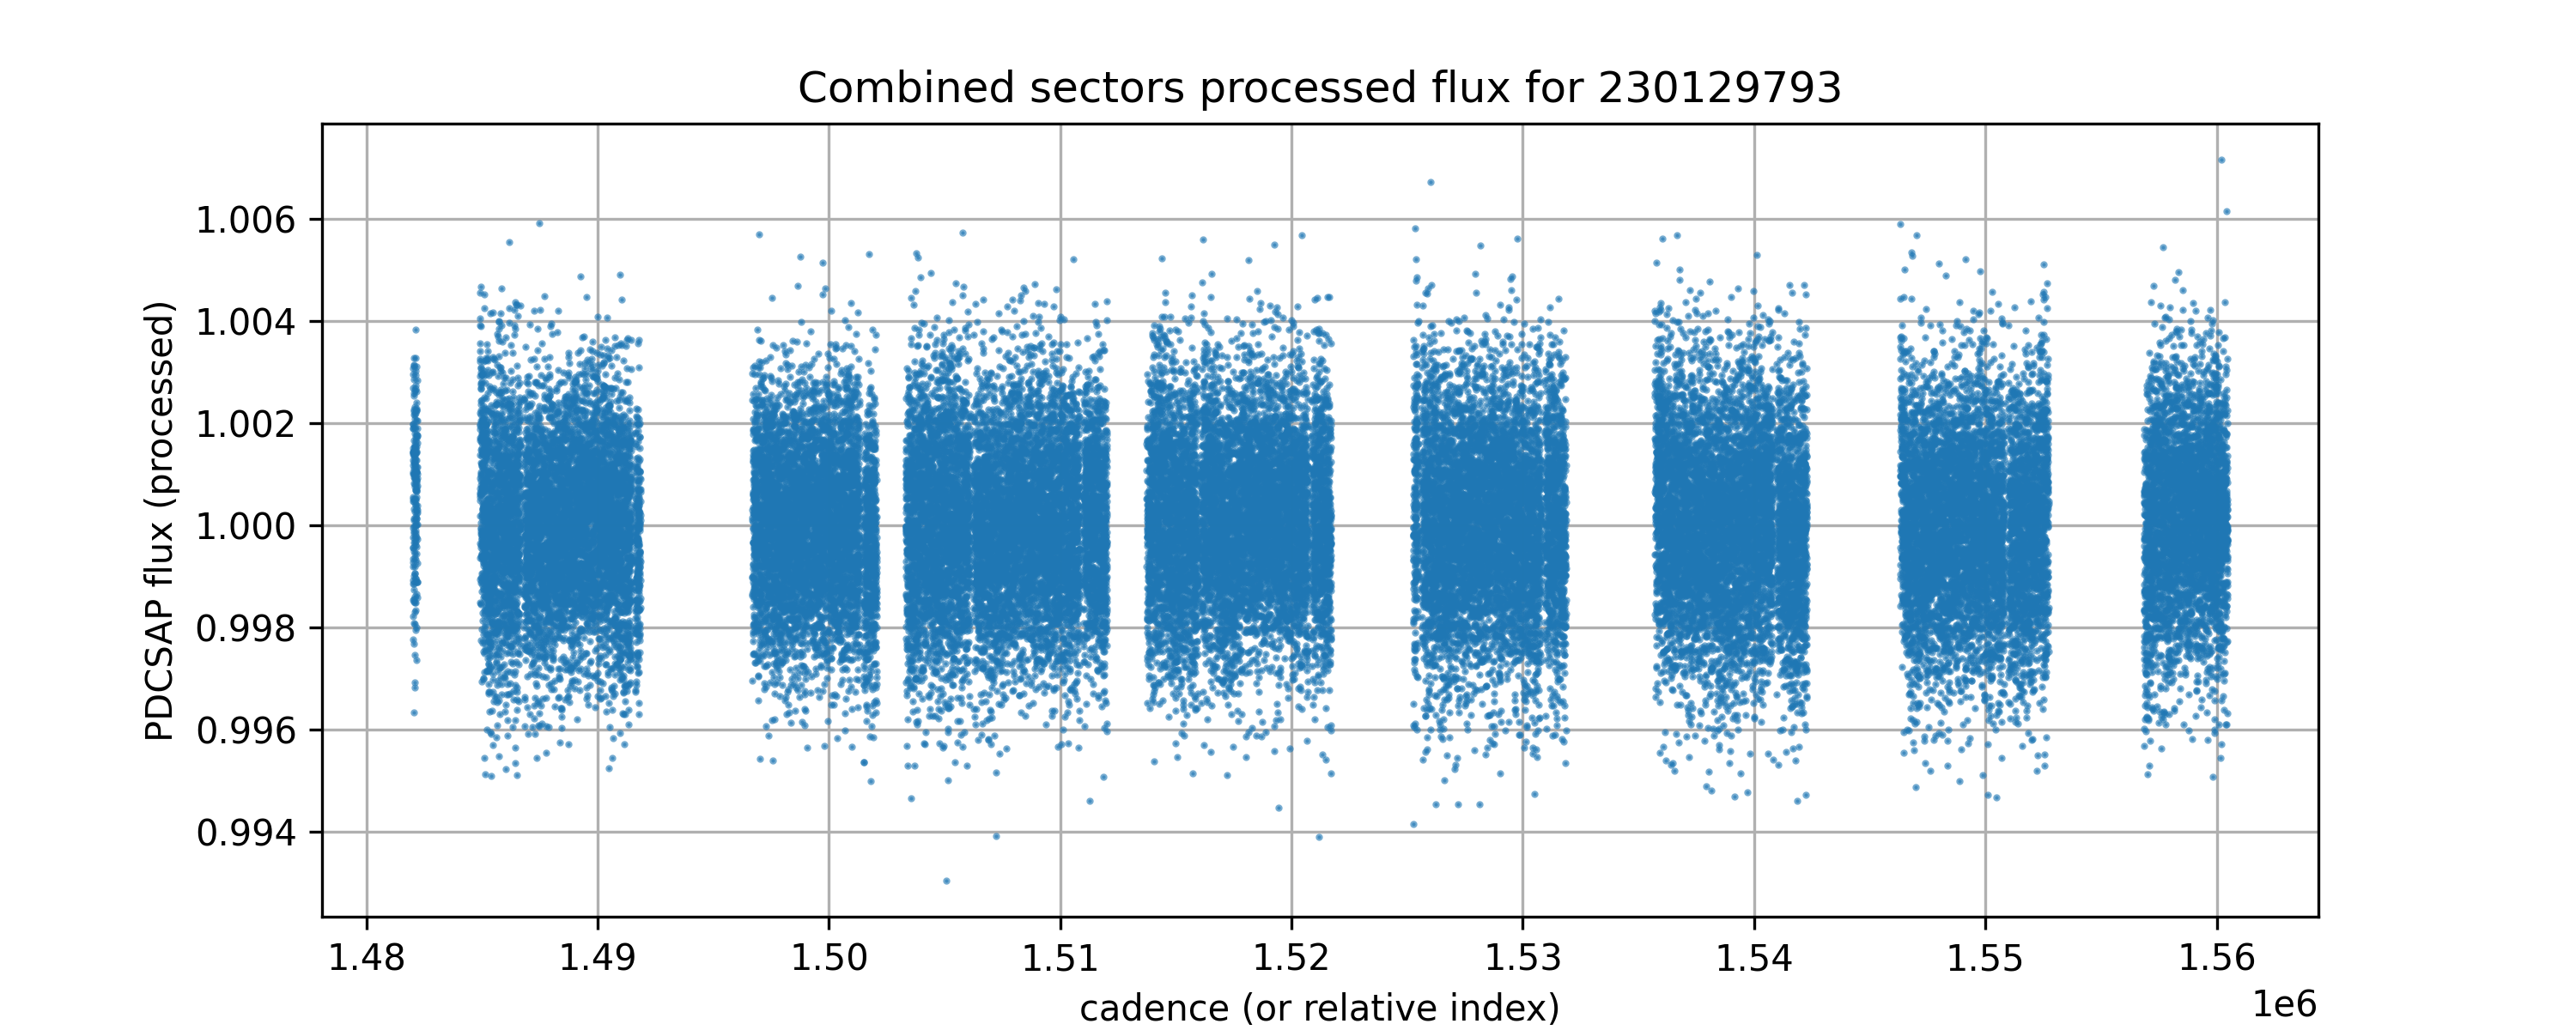 Combined sectors processed flux for 230129793
PDCSAP flux (processed)
1.006
1.004
1.002
1.000
0.998
0.996
0.994
1.48 1.49 1.50 1.51 1.52 1.53 1.54 1.55 1.56
1e6
cadence (or relative index)